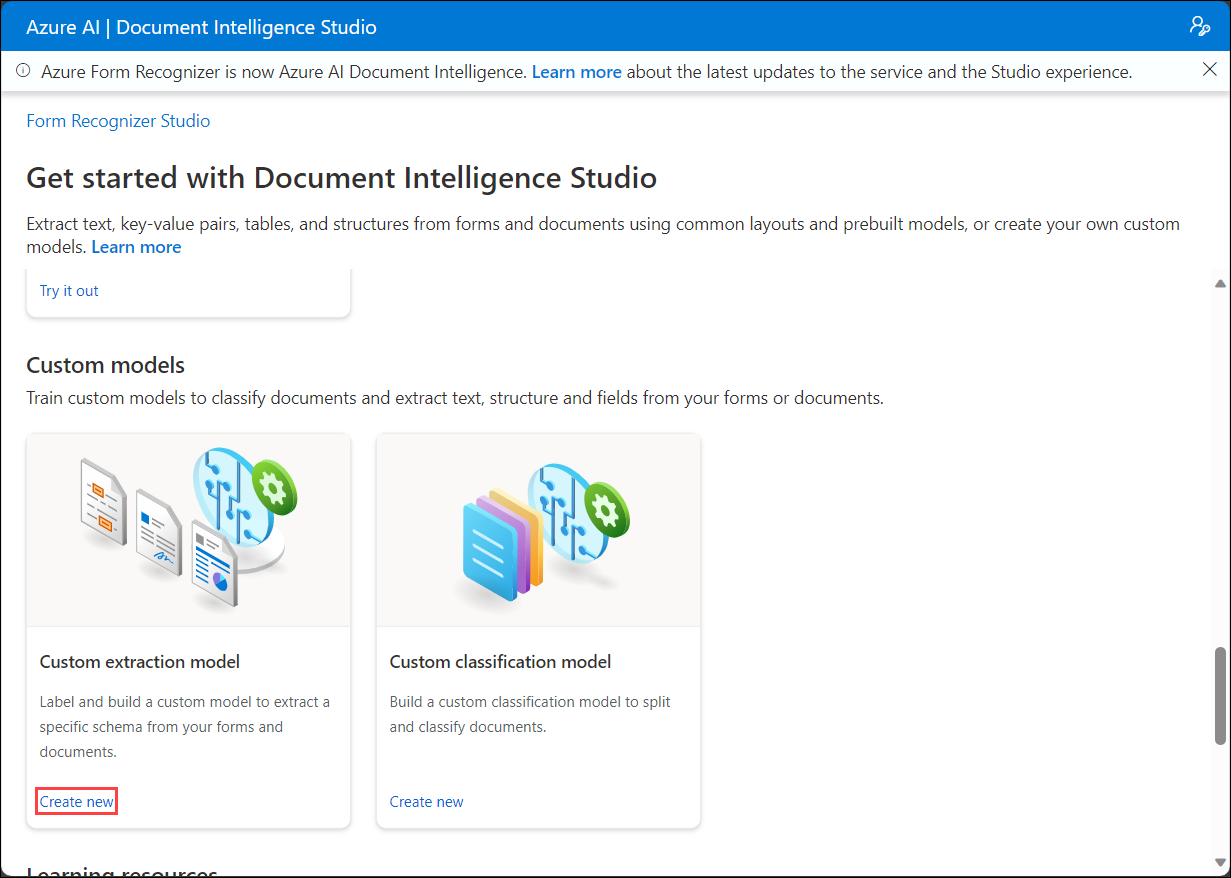 Azure AI | Document Intelligence Studio
Azure Form Recognizer is now Azure AI Document Intelligence. Learn more about the latest updates to the service and the Studio experience.
Form Recognizer Studio
Get started with Document Intelligence Studio
Extract text, key-value pairs, tables, and structures from forms and documents using common layouts and prebuilt models, or create your own custom
models. Learn more
Try it out
Custom models
Train custom models to classify documents and extract text, structure and fields from your forms or documents.
Custom extraction model
Label and build a custom model to extract a
specific schema from your forms and
documents.
Create new
Custom classification model
Build a custom classification model to split
and classify documents.
Create new
Learning resources